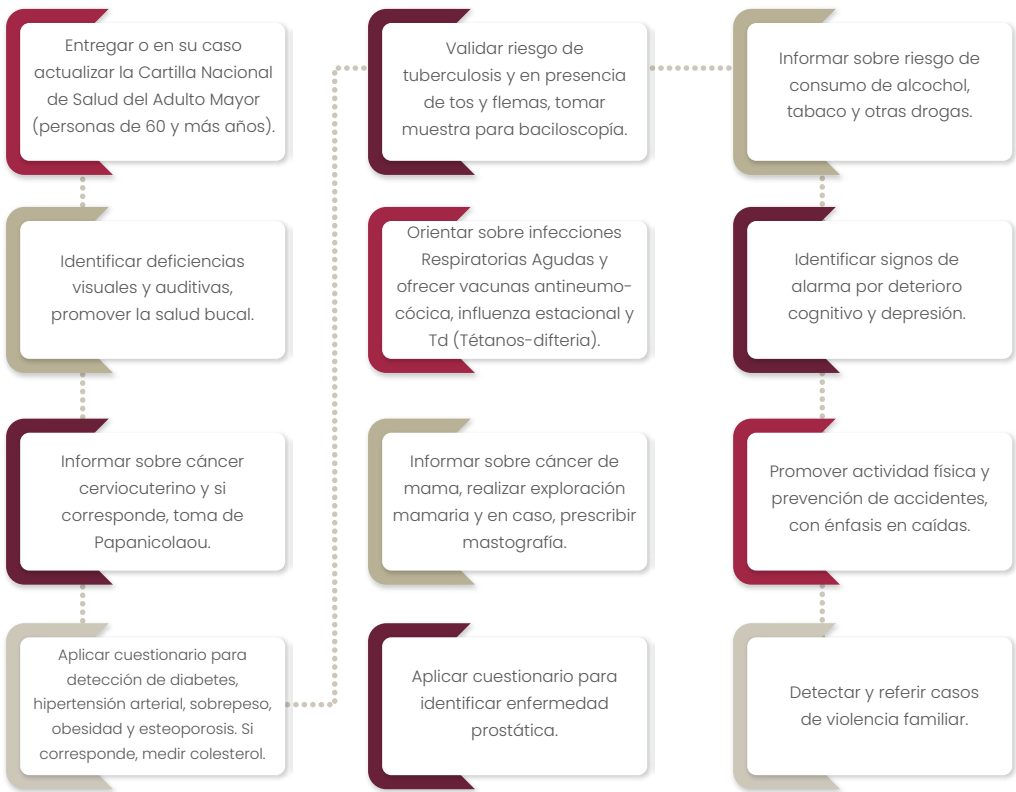 Entregar o en su caso
actualizar la Cartilla Nacional
de Salud del Adulto Mayor
(personas de 60 y más años).
Identificar deficiencias
visuales y auditivas,
promover la salud bucal.
Informar sobre cáncer
cerviocuterino y si
corresponde, toma de
Papanicolaou.
Aplicar cuestionario para
detección de diabetes,
hipertensión arterial, sobrepeso,
obesidad y esteoporosis. Si
corresponde, medir colesterol.
Validar riesgo de
tuberculosis y en presencia
de tos y flemas, tomar
muestra para baciloscopía.
Orientar sobre infecciones
Respiratorias Agudas y
ofrecer vacunas antineumo-
cócica, influenza estacional y
Td (Tétanos-difteria).
Informar sobre cáncer de
mama, realizar exploración
mamaria y en caso, prescribir
mastografía.
Aplicar cuestionario para
identificar enfermedad
prostática.
Informar sobre riesgo de
consumo de alcochol,
tabaco y otras drogas.
Identificar signos de
alarma por deterioro
cognitivo y depresión.
Promover actividad física y
prevención de accidentes,
con énfasis en caídas.
Detectar y referir casos
de violencia familiar.